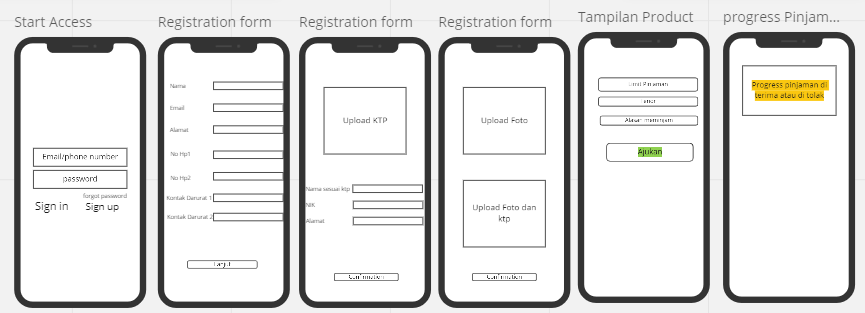 Start Access
Email/phone number
password
forgot password
Sign in
Sign up
Registration form
Nama
Email
Alamat
No Hp1
No Hp2
Kontak Darurat 1
Kontak Darurat 2
Lanjut
Registration form
Upload KTP
Nama sesuai ktp
NIK
Alamat
Confirmation
Registration form
Upload Foto
Upload Foto dan
ktp
Confirmation
Tampilan Product
Limit Pinjaman
Tenor
Alasan meminjam
Ajukan
progress Pinjam...
Progress pinjaman di
terima atau di tolak